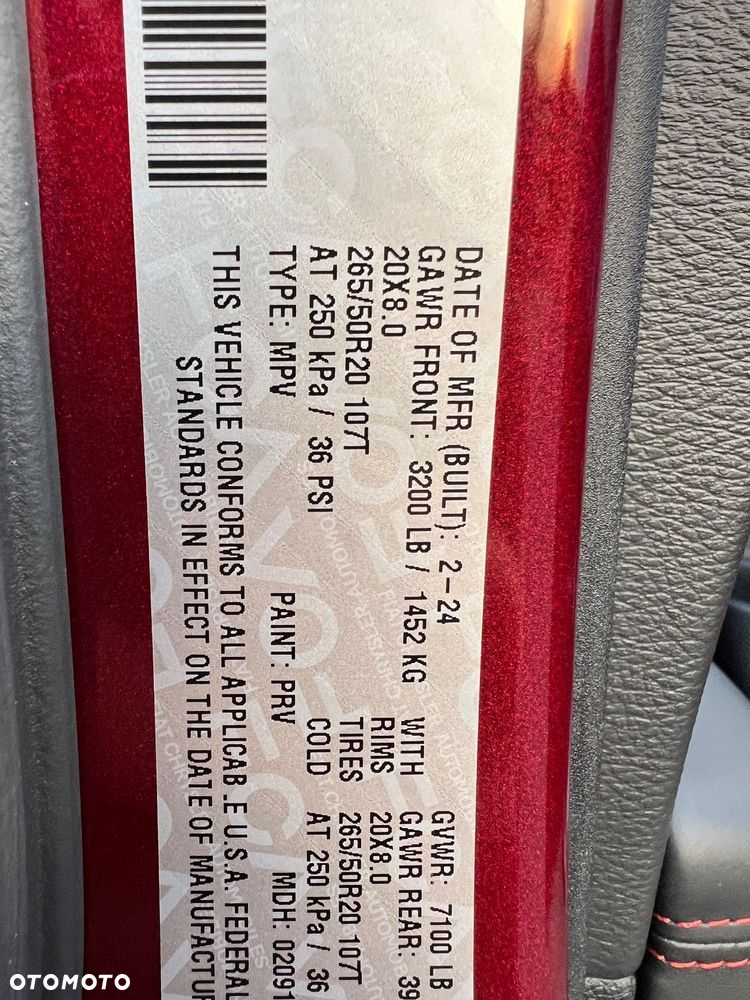 DATE OF MFR (BUILT): 2-24 GVWR: 7100 LB
GAWR FRONT: 3200 LB / 1452 KG WITH GAWR REAR: 39
20X8.0 RIMS 20X8.0
265/50R20 107T TIRES 265/50R20 107T
AT 250 kPa / 36 PSI COLD AT 250 kPa / 36
TYPE: MPV PAINT: PRV MDH: 02091
THIS VEHICLE CONFORMS TO ALL APPLICAB.E U.S.A. FEDERAL
STANDARDS IN EFFECT ON THE DATE OF MANUFACTUR
OTOMOTO